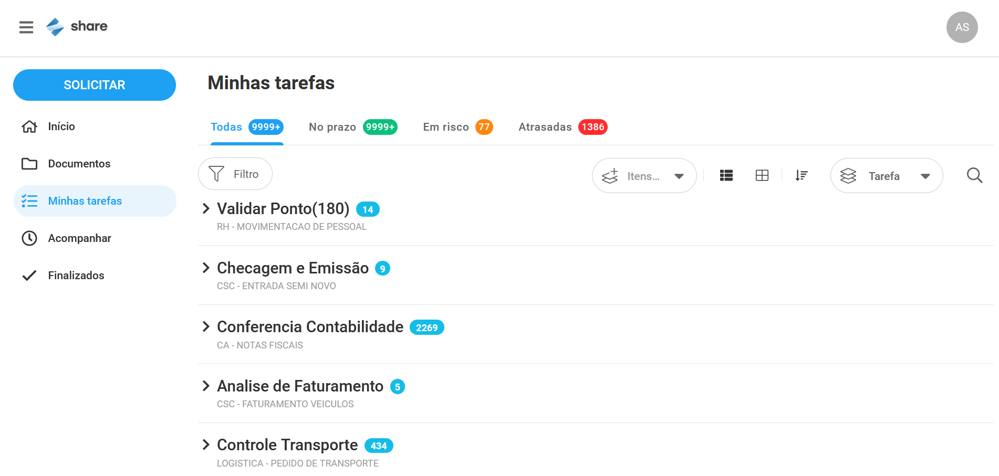 share
AS
SOLICITAR
Início
Documentos
Minhas tarefas
Acompanhar
Finalizados
Minhas tarefas
Todas 9999+ No prazo 9999+ Em risco 77 Atrasadas 1386
Filtro Itens... Tarefa
Validar Ponto(180) 14
RH - MOVIMENTACAO DE PESSOAL
Checagem e Emissão 9
CSC - ENTRADA SEMI NOVO
Conferencia Contabilidade 2269
CA - NOTAS FISCAIS
Analise de Faturamento 5
CSC - FATURAMENTO VEICULOS
Controle Transporte 434
LOGISTICA - PEDIDO DE TRANSPORTE